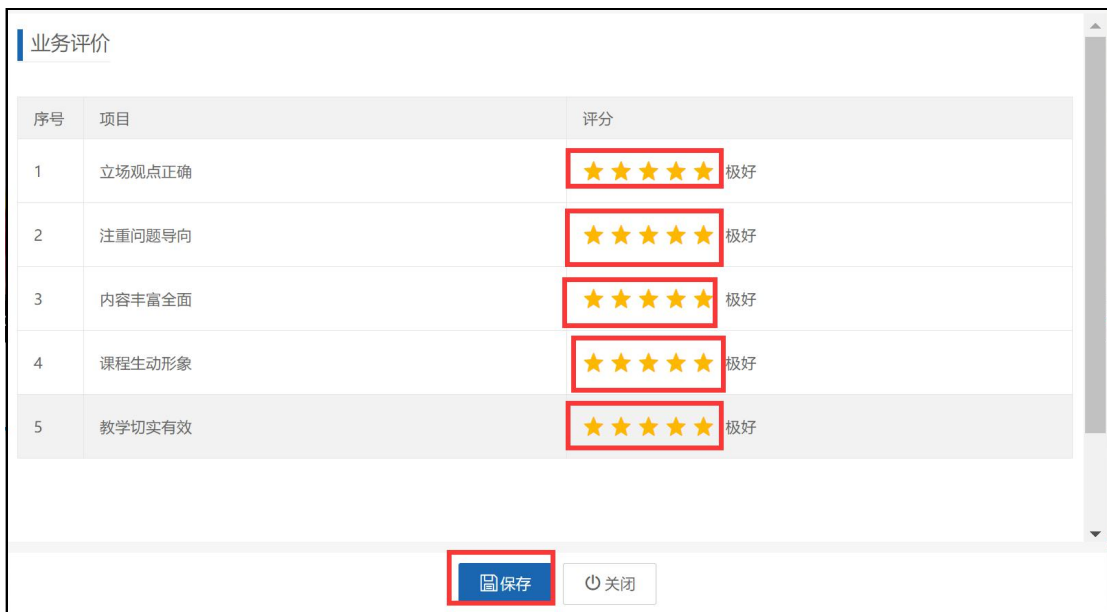 业务评价
序号 项目 评分
1 立场观点正确 极好
2 注重问题导向 极好
3 内容丰富全面 极好
4 课程生动形象 极好
5 教学切实有效 极好
保存 关闭